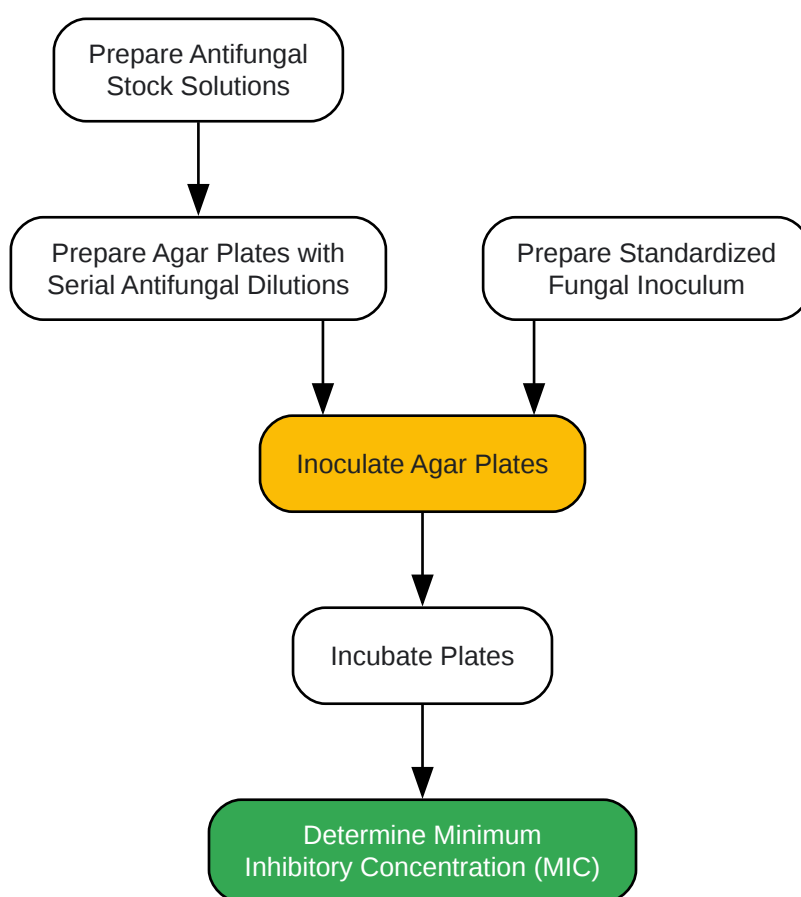 Prepare Antifungal
Stock Solutions
Prepare Agar Plates with
Serial Antifungal Dilutions
Prepare Standardized
Fungal Inoculum
Inoculate Agar Plates
Incubate Plates
Determine Minimum
Inhibitory Concentration (MIC)